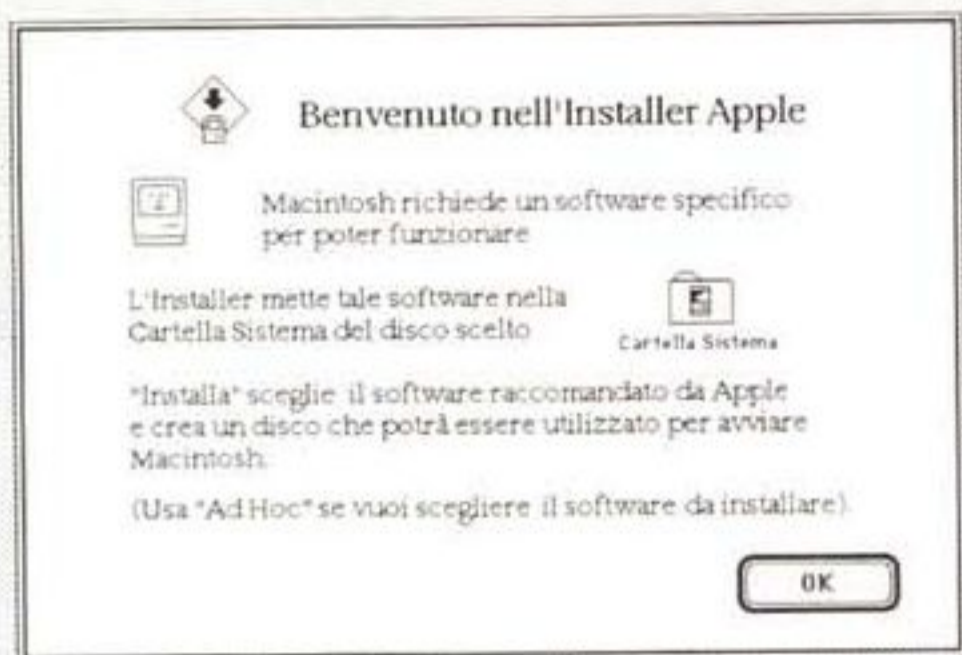 Benvenuto nell'Installer Apple
Macintosh richiede un software specifico
per poter funzionare
L'Installer mette tale software nella
Cartella Sistema del disco scelto
Cartella Sistema
"Installa" sceglie il software raccomandato da Apple
e crea un disco che potrà essere utilizzato per avviare
Macintosh.
(Usa "Ad Hoc" se vuoi scegliere il software da installare).
OK